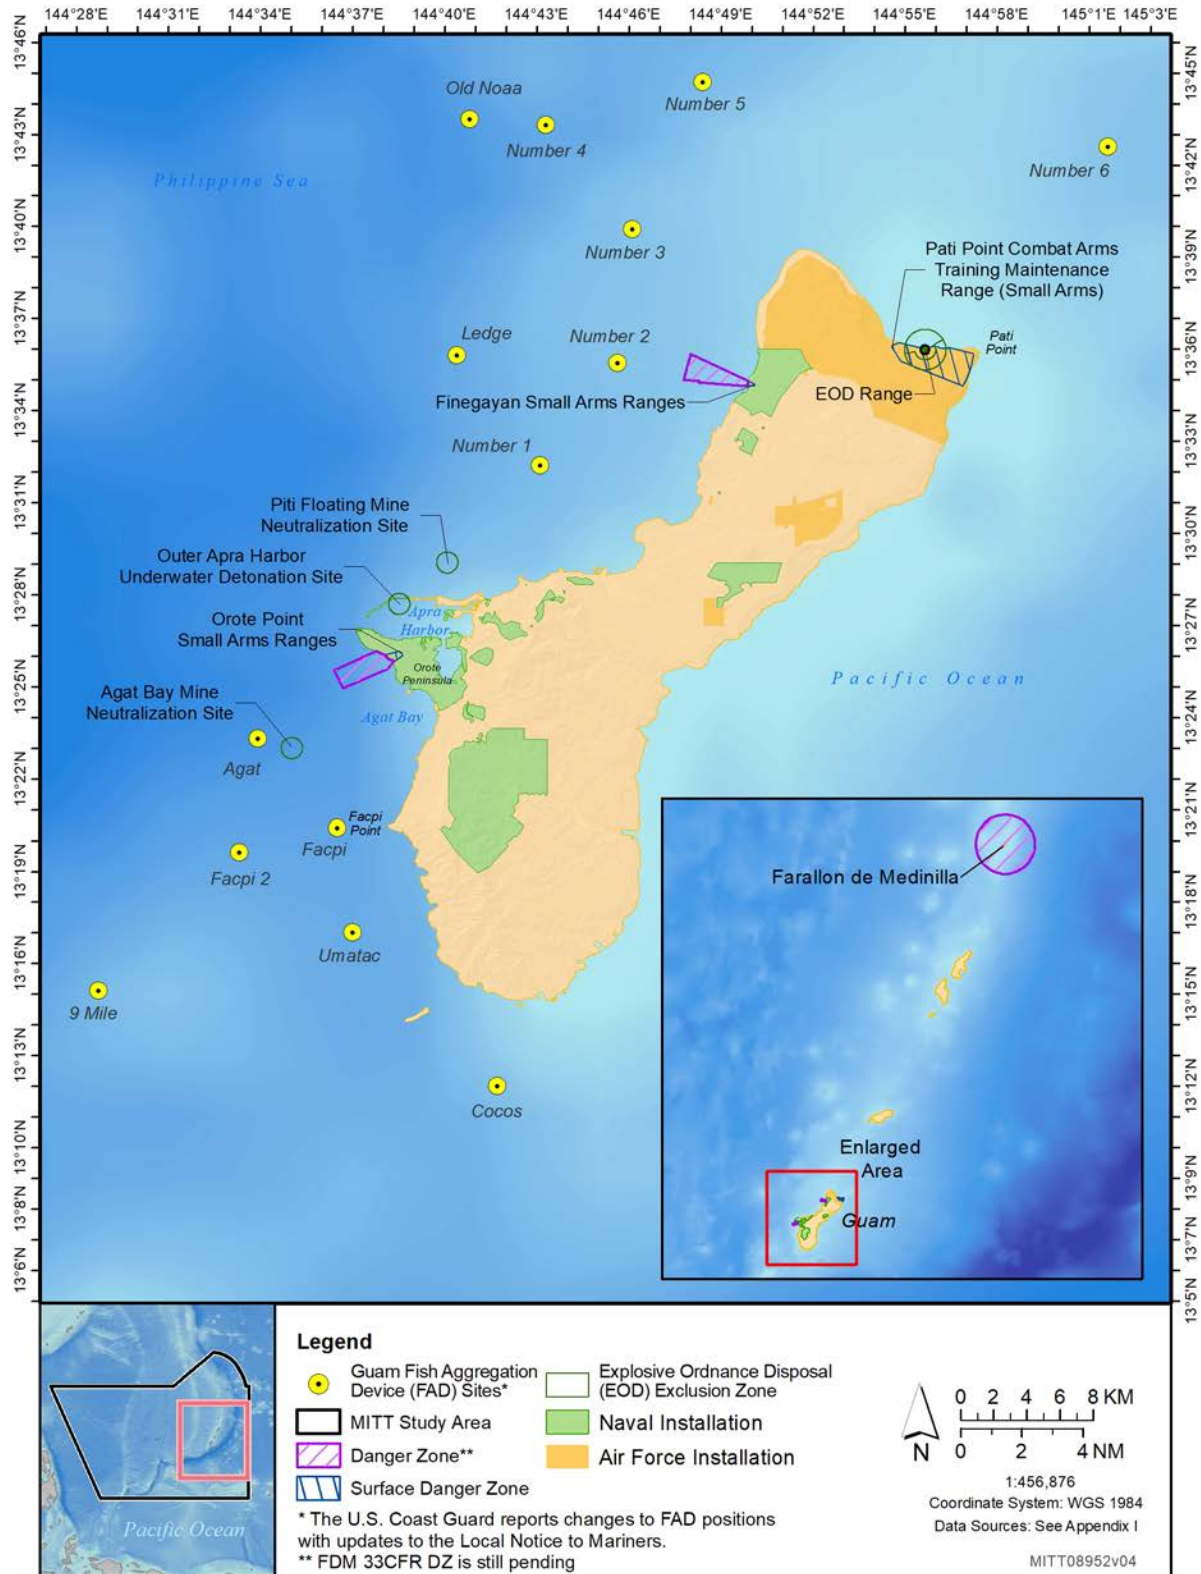 144°28'E 144°31'E 144°34'E 144°37'E 144°40'E 144°43'E 144°46'E 144°49'E 144°52'E 144°55'E 144°58'E 145°1'E 145°3'E
13°46'N
13°45'N
13°43'N
13°42'N
13°40'N
13°39'N
13°37'N
13°36'N
13°34'N
13°33'N
13°31'N
13°30'N
13°28'N
13°27'N
13°25'N
13°24'N
13°22'N
13°21'N
13°19'N
13°18'N
13°16'N
13°15'N
13°13'N
13°12'N
13°10'N
13°9'N
13°8'N
13°7'N
13°6'N
13°5'N
Old Noaa
Number 5
Number 4
Number 6
Philippine Sea
Number 3
Pati Point Combat Arms
Training Maintenance
Range (Small Arms)
Ledge
Number 2
Pati
Point
Finegayan Small Arms Ranges
EOD Range
Number 1
Piti Floating Mine
Neutralization Site
Outer Apra Harbor
Underwater Detonation Site
Apra
Harbor
Orote Point
Small Arms Ranges
Orote
Peninsula
Pacific Ocean
Agat Bay Mine
Neutralization Site
Agat Bay
Agat
Facpi
Point
Facpi
Facpi 2
Umatac
9 Mile
Cocos
Farallon de Medinilla
Enlarged
Area
Guam
Pacific Ocean
Legend
Guam Fish Aggregation
Device (FAD) Sites*
MITT Study Area
Danger Zone**
Surface Danger Zone
Explosive Ordnance Disposal
(EOD) Exclusion Zone
Naval Installation
Air Force Installation
* The U.S. Coast Guard reports changes to FAD positions
with updates to the Local Notice to Mariners.
** FDM 33CFR DZ is still pending
N
0 2 4 6 8 KM
0 2 4 NM
1:456,876
Coordinate System: WGS 1984
Data Sources: See Appendix I
MITT08952v04